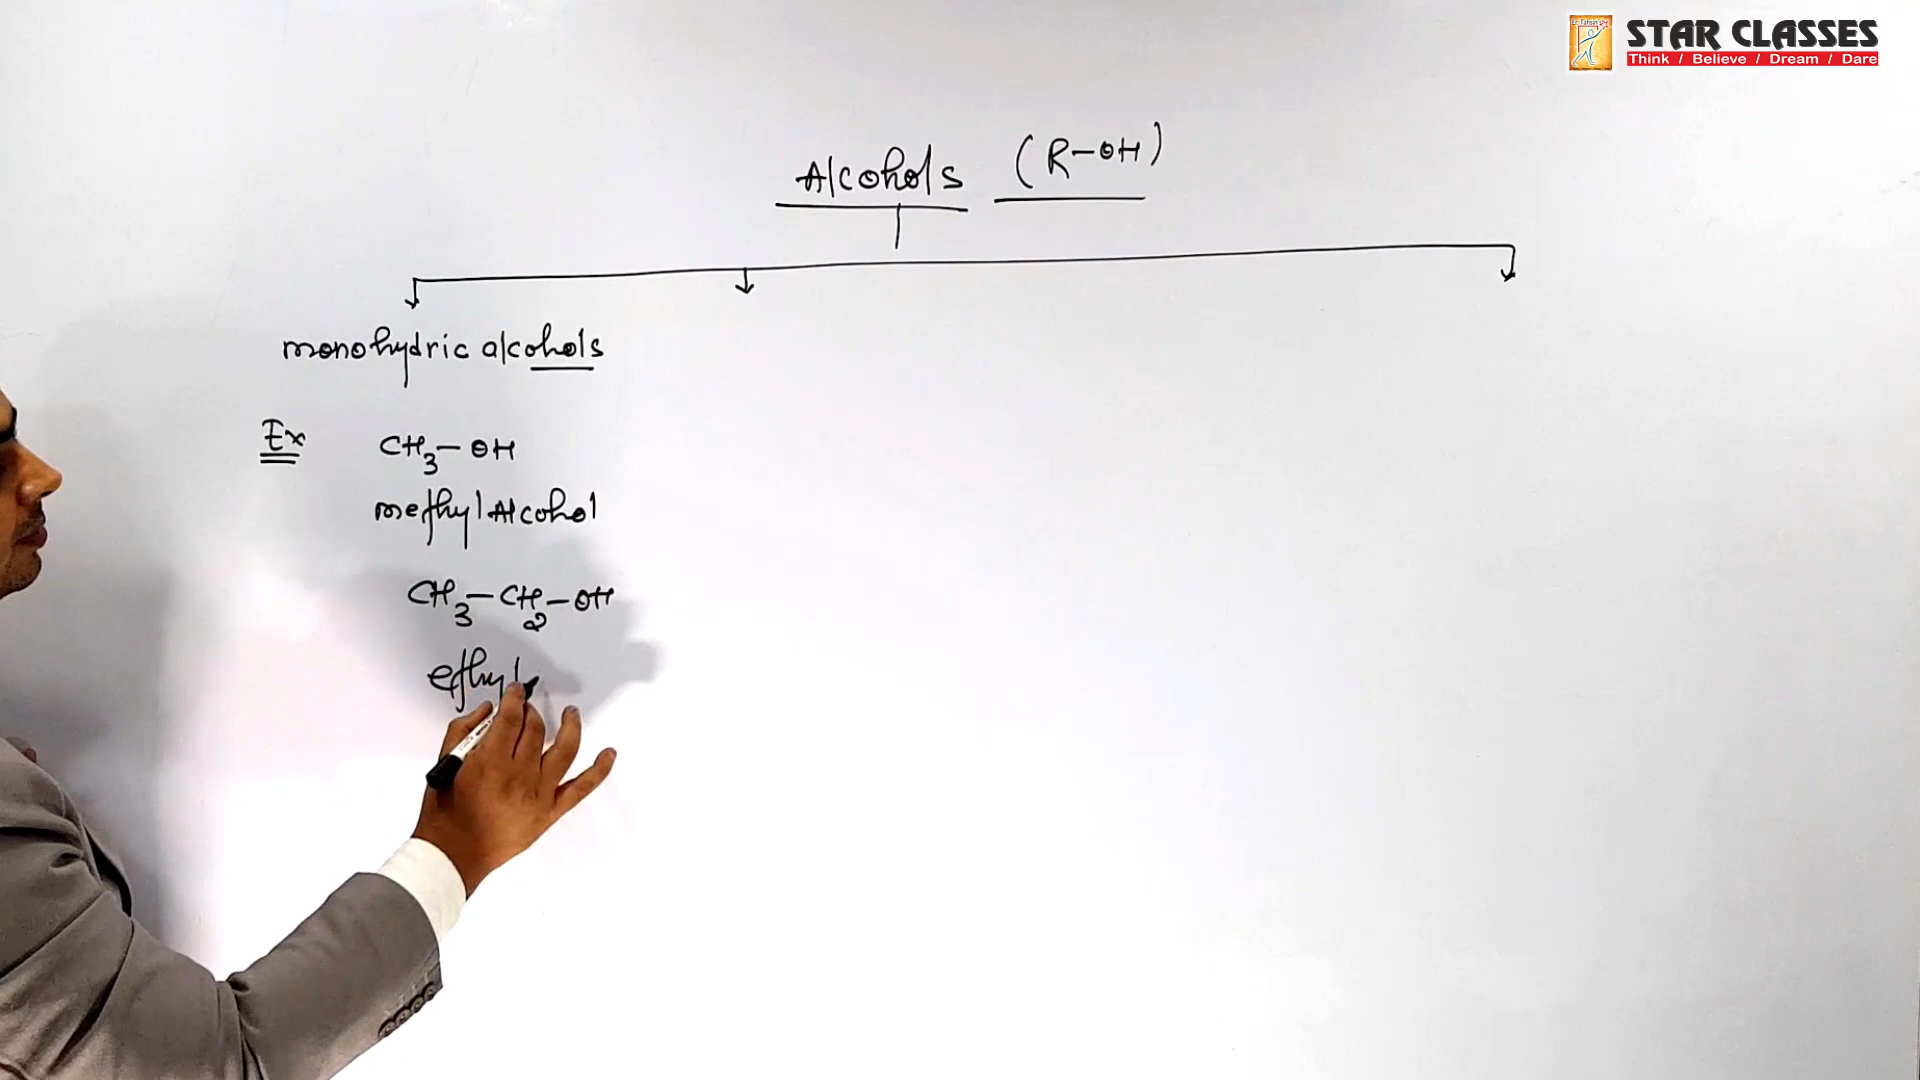 STAR CLASSES
Think / Believe / Dream / Dare
Alcohols (R-OH)
monohydric alcohols
Ex CH3-OH
methyl Alcohol
CH3-CH2-OH
ethyl